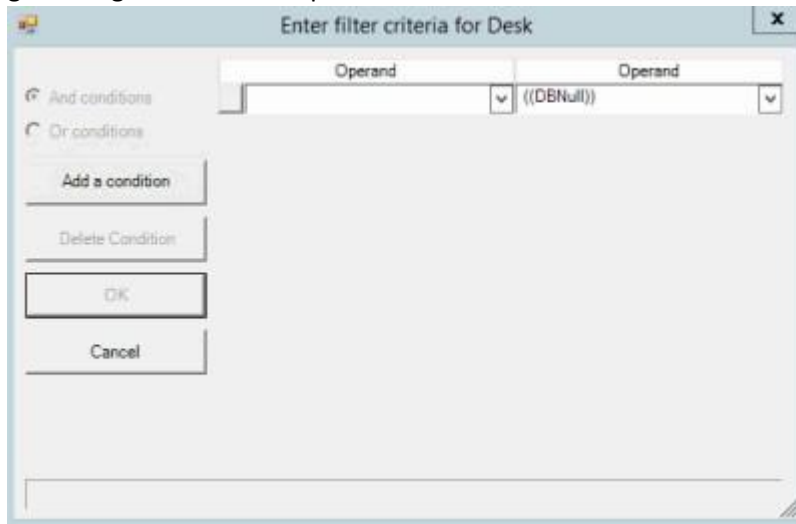 Enter filter criteria for Desk
x
Operand Operand
And conditions
((DBNull))
Or conditions
Add a condition
Delete Condition
OK
Cancel